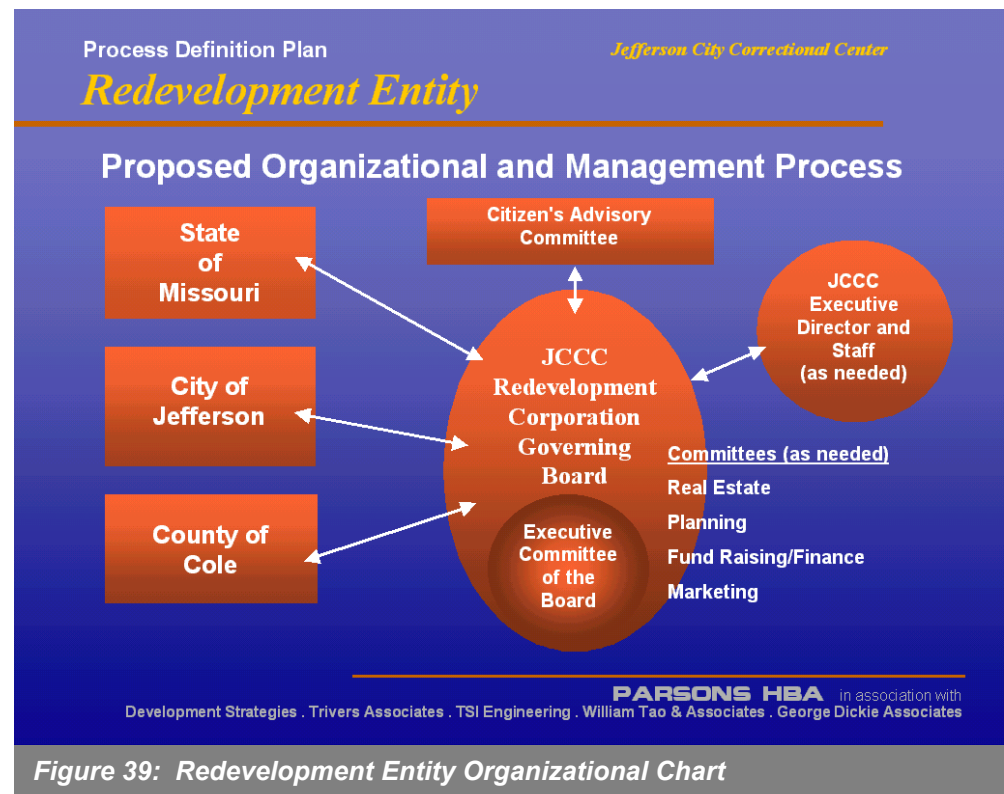 Process Definition Plan
Jefferson City Correctional Center
Redevelopment Entity
Proposed Organizational and Management Process
State
of
Missouri
City of
Jefferson
County of
Cole
Citizen's Advisory
Committee
JCCC
Redevelopment
Corporation
Governing
Board
Executive
Committee
of the
Board
JCCC
Executive
Director and
Staff
(as needed)
Committees (as needed)
Real Estate
Planning
Fund Raising/Finance
Marketing
PARSONS HBA in association with
Development Strategies . Trivers Associates . TSI Engineering . William Tao & Associates . George Dickie Associates
Figure 39: Redevelopment Entity Organizational Chart